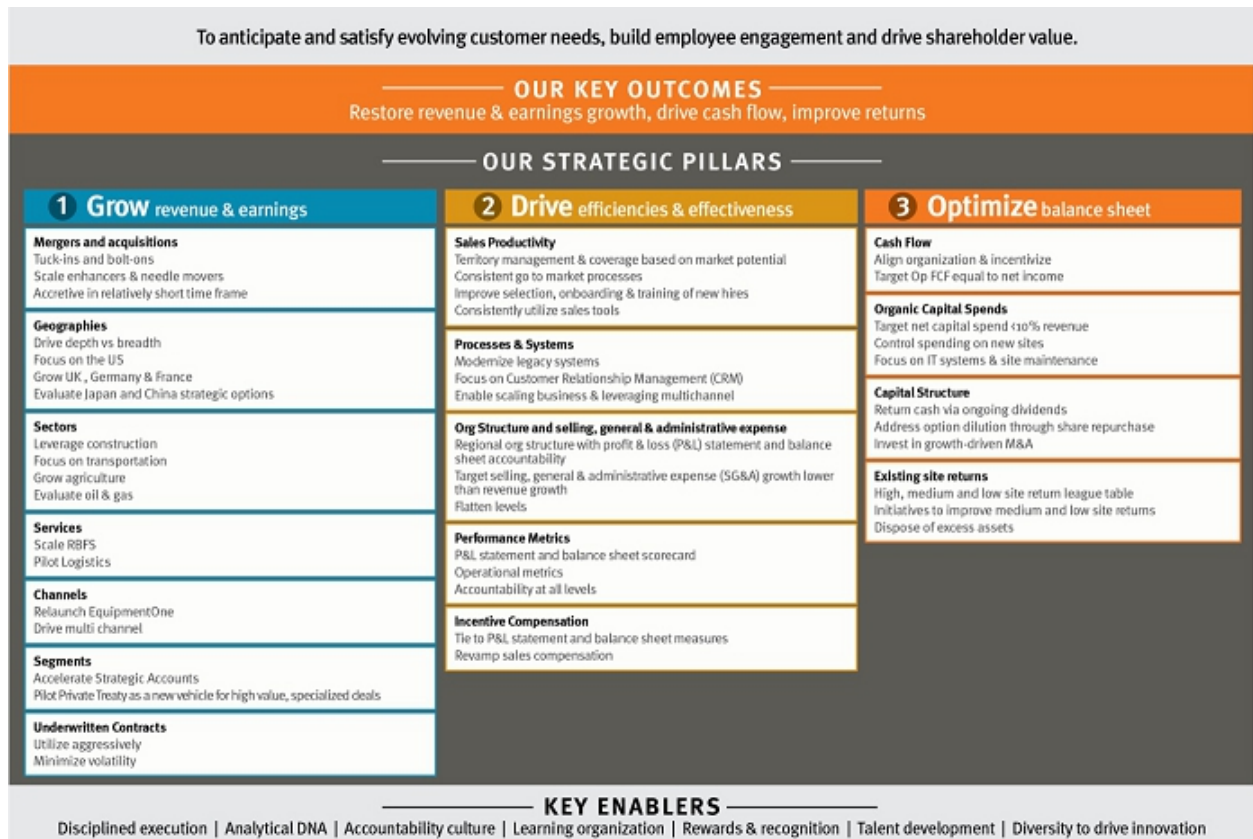 To anticipate and satisfy evolving customer needs, build employee engagement and drive shareholder value.
OUR KEY OUTCOMES
Restore revenue & earnings growth, drive cash flow, improve returns
OUR STRATEGIC PILLARS
1 Grow revenue & earnings
Mergers and acquisitions
Tuck-ins and bolt-ons
Scale enhancers & needle movers
Accretive in relatively short time frame
Geographies
Drive depth vs breadth
Focus on the US
Grow UK, Germany & France
Evaluate Japan and China strategic options
Sectors
Leverage construction
Focus on transportation
Grow agriculture
Evaluate oil & gas
Services
Scale RBFS
Pilot Logistics
Channels
Relaunch EquipmentOne
Drive multi channel
Segments
Accelerate Strategic Accounts
Pilot Private Treaty as a new vehicle for high value, specialized deals
Underwritten Contracts
Utilize aggressively
Minimize volatility
2 Drive efficiencies & effectiveness
Sales Productivity
Territory management & coverage based on market potential
Consistent go to market processes
Improve selection, onboarding & training of new hires
Consistently utilize sales tools
Processes & Systems
Modernize legacy systems
Focus on Customer Relationship Management (CRM)
Enable scaling business & leveraging multichannel
Org Structure and selling, general & administrative expense
Regional org structure with profit & loss (P&L) statement and balance
sheet accountability
Target selling, general & administrative expense (SG&A) growth lower
than revenue growth
Flatten levels
Performance Metrics
P&L statement and balance sheet scorecard
Operational metrics
Accountability at all levels
Incentive Compensation
Tie to P&L statement and balance sheet measures
Revamp sales compensation
3 Optimize balance sheet
Cash Flow
Align organization & incentivize
Target Op FCF equal to net income
Organic Capital Spends
Target net capital spend <10% revenue
Control spending on new sites
Focus on IT systems & site maintenance
Capital Structure
Return cash via ongoing dividends
Address option dilution through share repurchase
Invest in growth-driven M&A
Existing site returns
High, medium and low site return league table
Initiatives to improve medium and low site returns
Dispose of excess assets
KEY ENABLERS
Disciplined execution | Analytical DNA | Accountability culture | Learning organization | Rewards & recognition | Talent development | Diversity to drive innovation